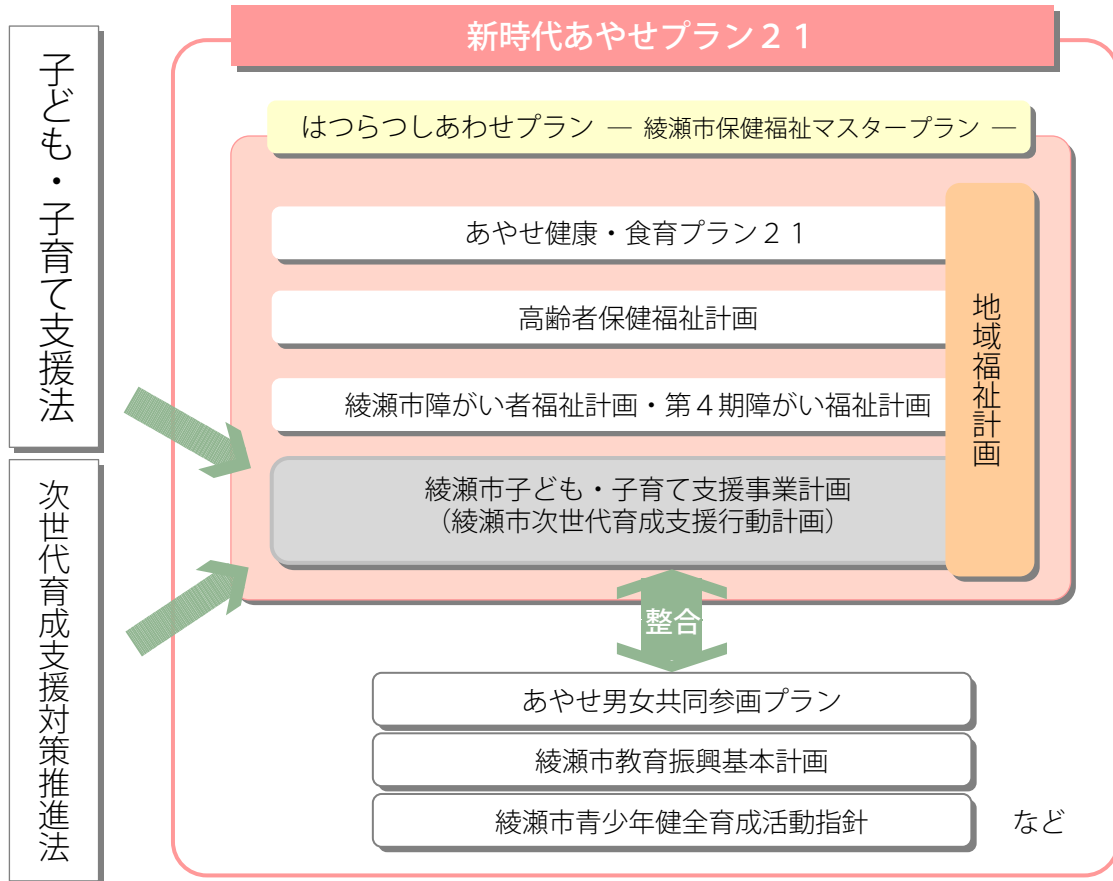 子ども・子育て支援法
次世代育成支援対策推進法
新時代あやせプラン２１
はつらつしあわせプラン ― 綾瀬市保健福祉マスタープラン ―
あやせ健康・食育プラン２１
高齢者保健福祉計画
綾瀬市障がい者福祉計画・第４期障がい福祉計画
綾瀬市子ども・子育て支援事業計画
（綾瀬市次世代育成支援行動計画）
地域福祉計画
整合
あやせ男女共同参画プラン
綾瀬市教育振興基本計画
綾瀬市青少年健全育成活動指針
など